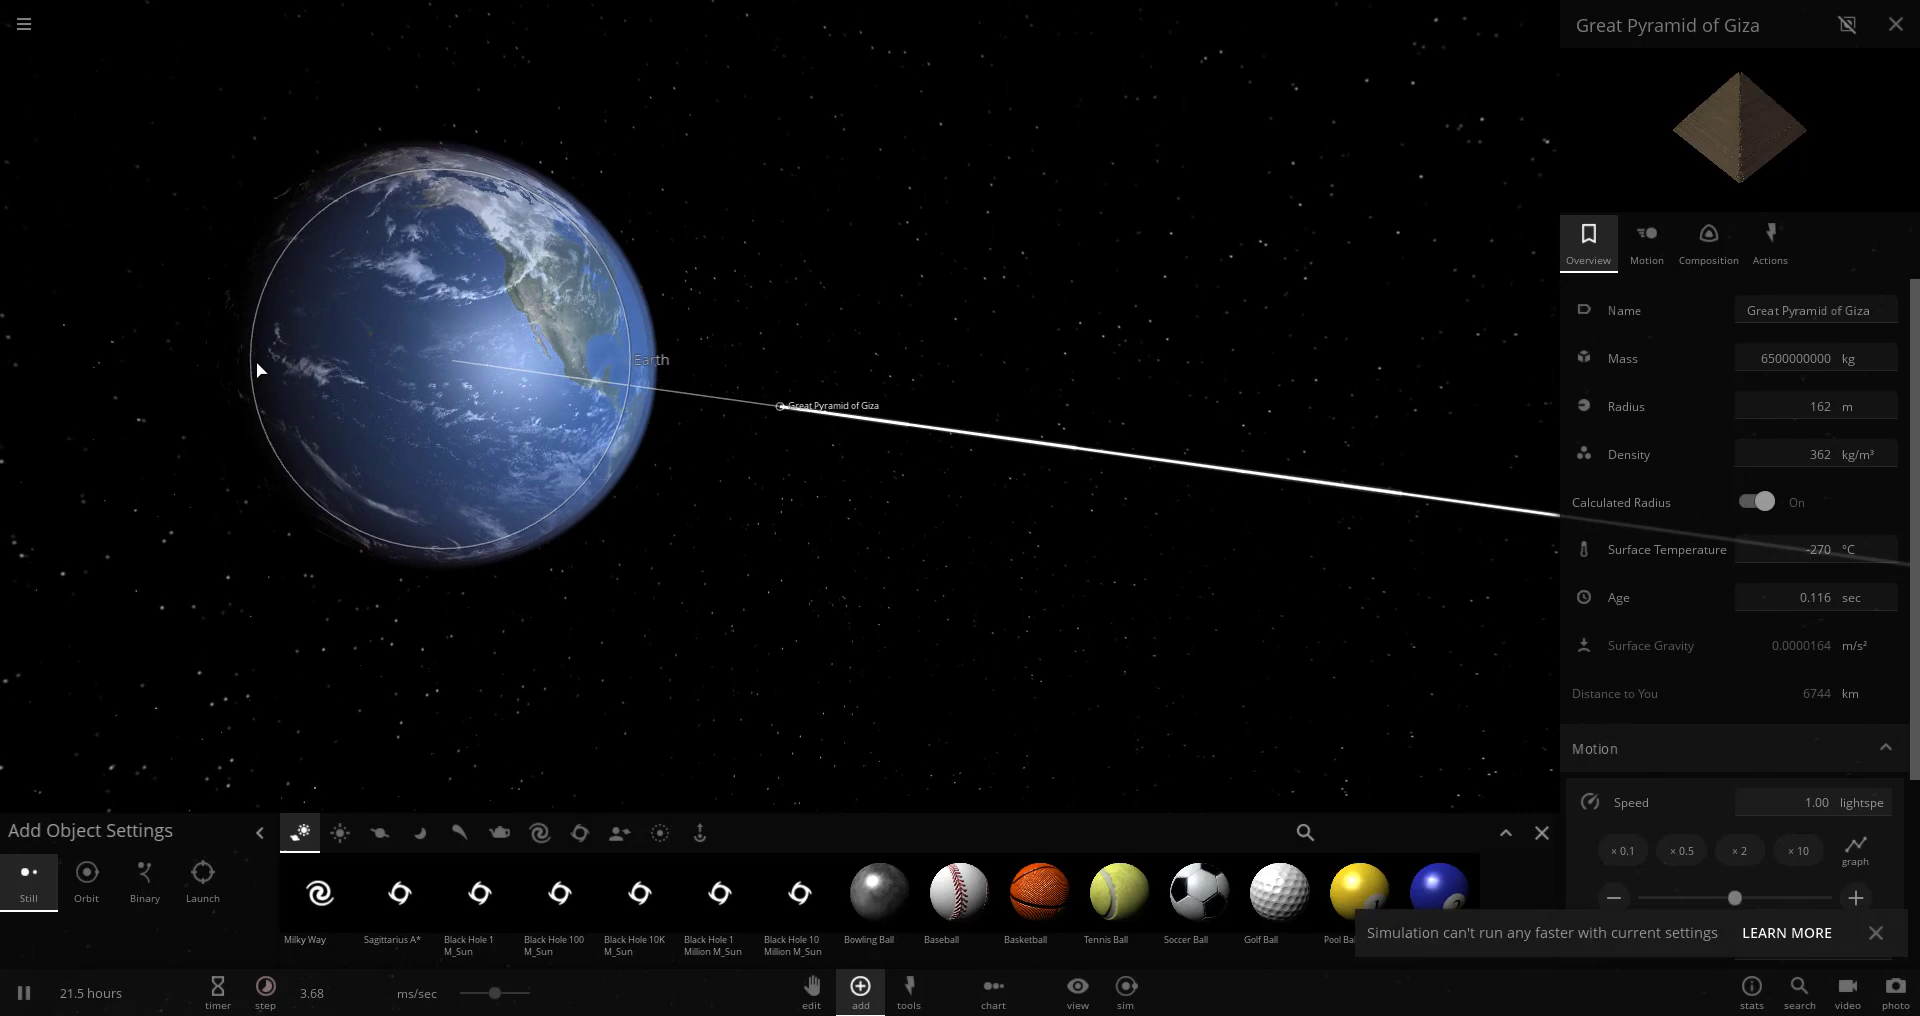 Great Pyramid of Giza
Earth
Great Pyramid of Giza
Overview
Motion
Composition
Actions
Name
Great Pyramid of Giza
Mass
6500000000 kg
Radius
162 m
Density
362 kg/m³
Calculated Radius
On
Surface Temperature
-270 °C
Age
0.116 sec
Surface Gravity
0.0000164 m/s²
Distance to You
6744 km
Motion
Speed
1.00 lightspe
× 0.1
× 0.5
× 2
× 10
graph
Add Object Settings
Still
Orbit
Binary
Launch
Milky Way
Sagittarius A*
Black Hole 1
M_Sun
Black Hole 100
M_Sun
Black Hole 10K
M_Sun
Black Hole 1
Million M_Sun
Black Hole 10
Million M_Sun
Bowling Ball
Baseball
Basketball
Tennis Ball
Soccer Ball
Golf Ball
Pool Bal
Simulation can't run any faster with current settings
LEARN MORE
21.5 hours
timer
step
3.68
ms/sec
edit
add
tools
chart
view
sim
stats
search
video
photo